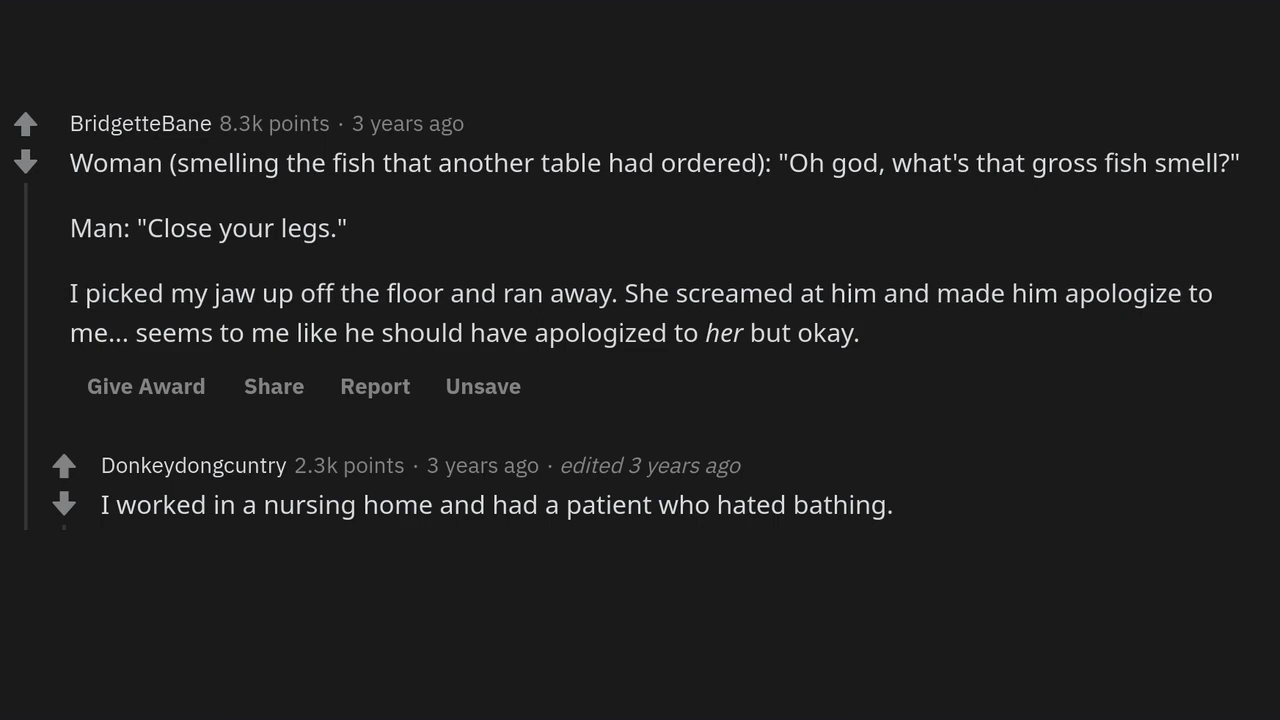 BridgetteBane 8.3k points · 3 years ago
Woman (smelling the fish that another table had ordered): "Oh god, what's that gross fish smell?"
Man: "Close your legs."
I picked my jaw up off the floor and ran away. She screamed at him and made him apologize to
me... seems to me like he should have apologized to her but okay.
Give Award Share Report Unsave
Donkeydongcuntry 2.3k points · 3 years ago · edited 3 years ago
I worked in a nursing home and had a patient who hated bathing.